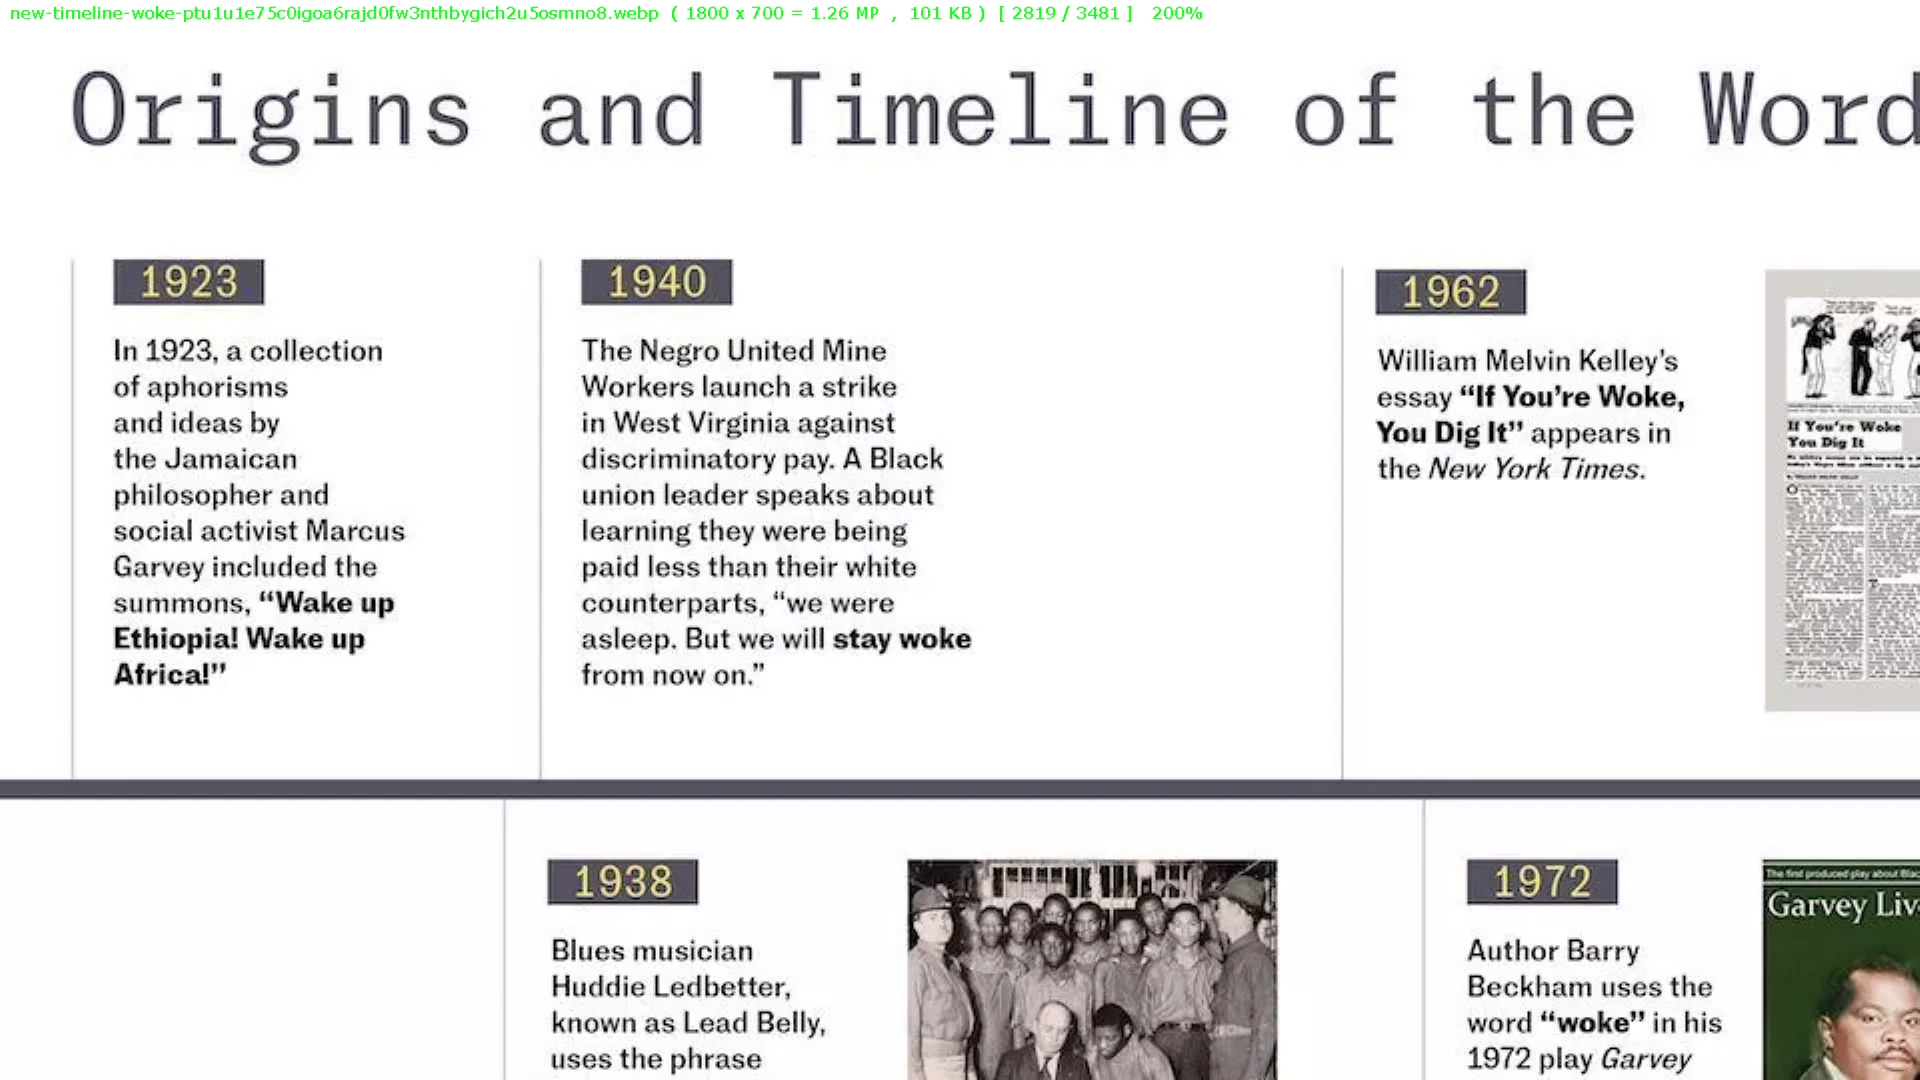 new-timeline-woke-ptu1u1e75c0igoa6rajd0fw3nthbygich2u5osmno8.webp ( 1800 x 700 = 1.26 MP , 101 KB ) [ 2819 / 3481 ] 200%
Origins and Timeline of the Word
1923
In 1923, a collection
of aphorisms
and ideas by
the Jamaican
philosopher and
social activist Marcus
Garvey included the
summons, “Wake up
Ethiopia! Wake up
Africa!”
1940
The Negro United Mine
Workers launch a strike
in West Virginia against
discriminatory pay. A Black
union leader speaks about
learning they were being
paid less than their white
counterparts, “we were
asleep. But we will stay woke
from now on.”
1962
William Melvin Kelley’s
essay “If You’re Woke,
You Dig It” appears in
the New York Times.
If You’re Woke
You Dig It
1938
Blues musician
Huddie Ledbetter,
known as Lead Belly,
uses the phrase
1972
Author Barry
Beckham uses the
word “woke” in his
1972 play Garvey
The first produced play about
Garvey